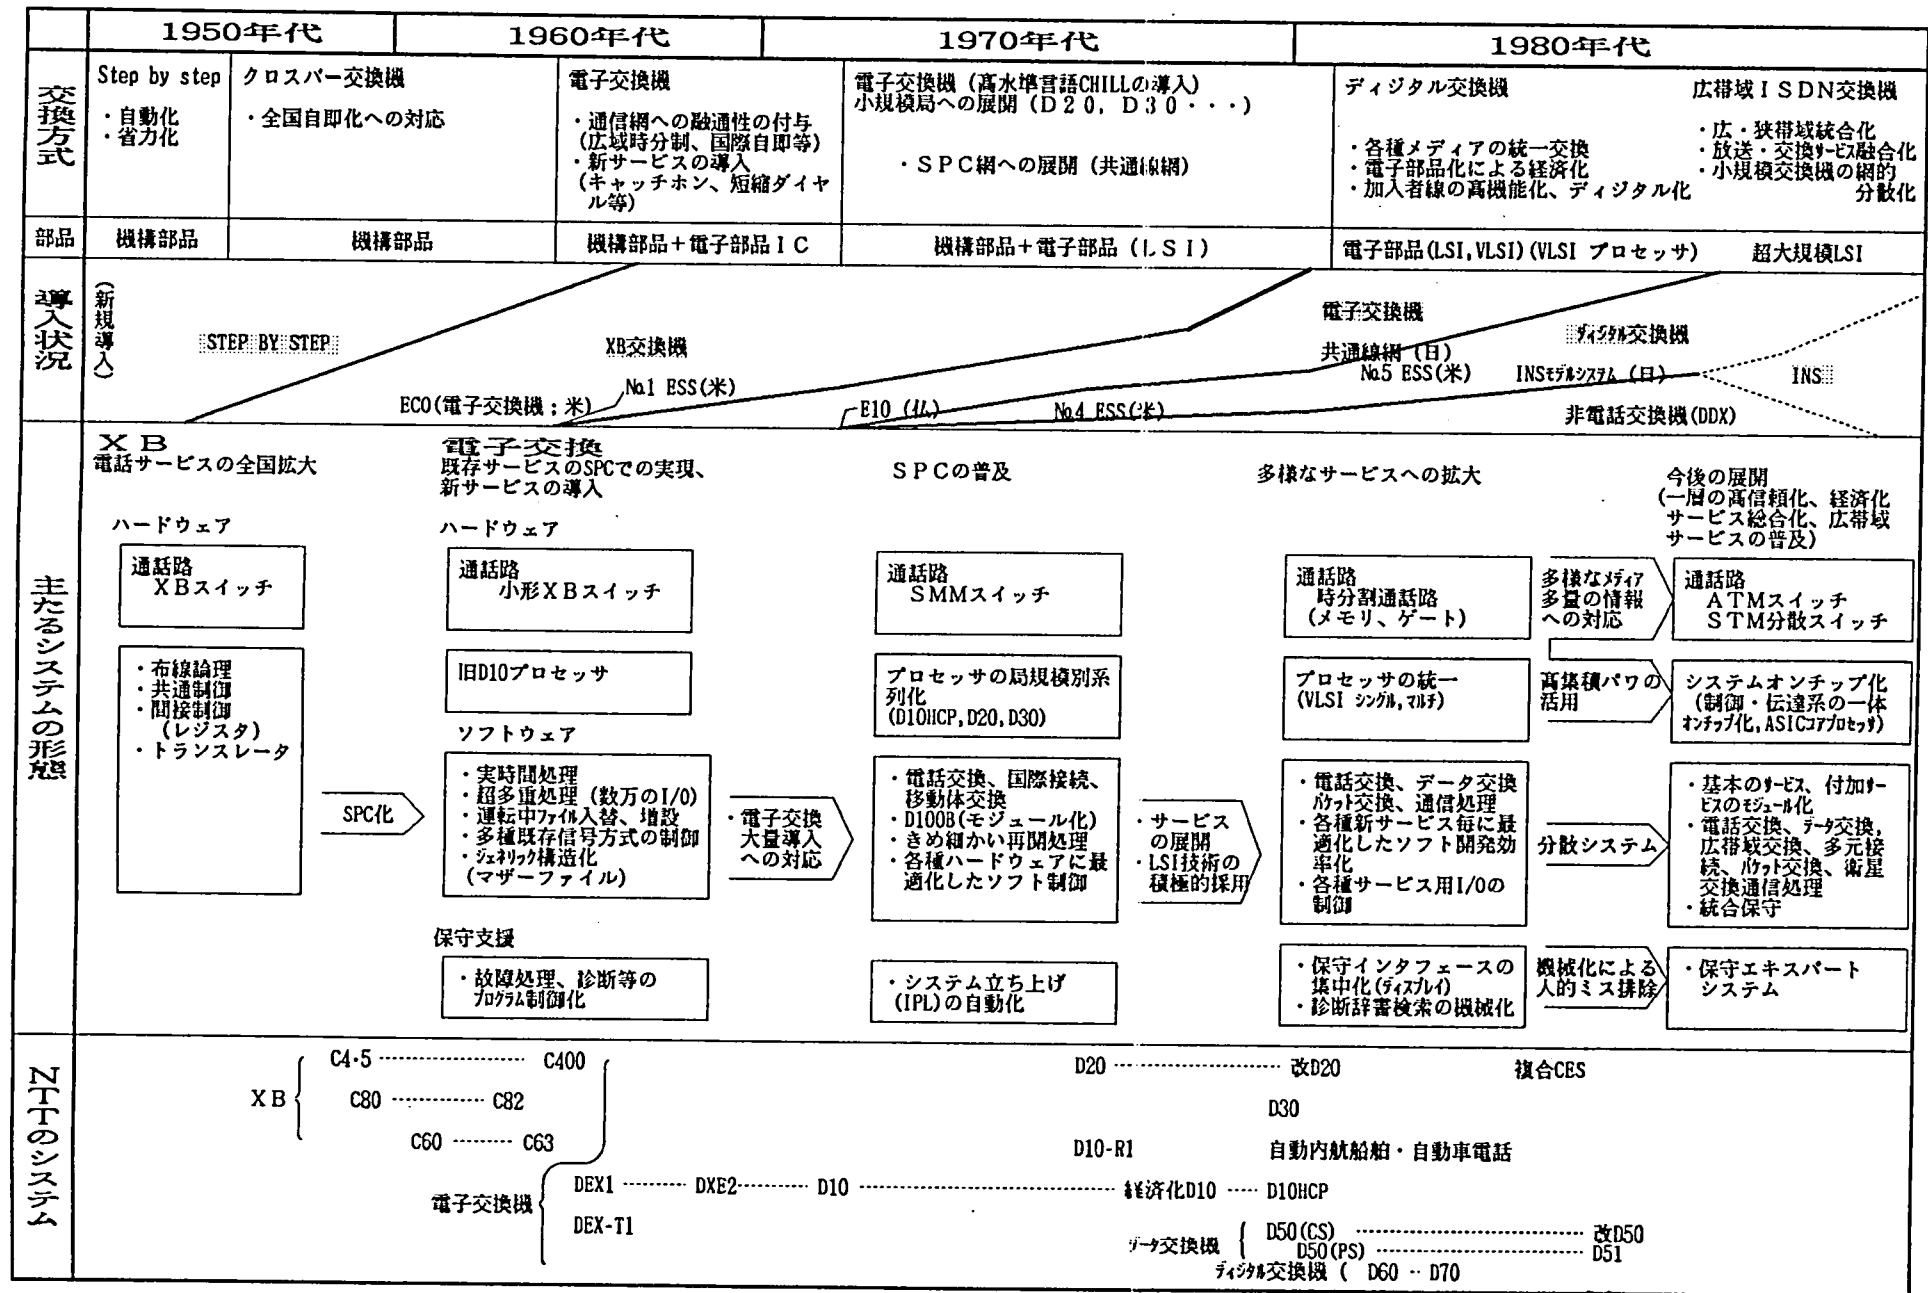 1950年代
1960年代
1970年代
1980年代
交換方式
Step by step
・自動化
・省力化
クロスバー交換機
・全国自即化への対応
電子交換機
・通信網への融通性の付与
(広域時分制、国際自即等)
・新サービスの導入
(キャッチホン、短縮ダイヤ
ル等)
電子交換機(高水準言語CHILLの導入)
小規模局への展開(D20, D30・・・)
・SPC網への展開(共通線網)
ディジタル交換機
・各種メディアの統一交換
・電子部品化による経済化
・加入者線の高機能化、ディジタル化
広帯域ISDN交換機
・広・狭帯域統合化
・放送・交換サービス融合化
・小規模交換機の網的
分散化
部品
機構部品
機構部品
機構部品+電子部品IC
機構部品+電子部品(LSI)
電子部品(LSI,VLSI)(VLSI プロセッサ)
超大規模LSI
導入状況
(新規導入)
STEP BY STEP
XB交換機
ECO(電子交換機;米)
No.1 ESS(米)
E10(仏)
No.4 ESS(米)
電子交換機
共通線網(日)
No.5 ESS(米)
INSモデルシステム(日)
ディジタル交換機
INS
非電話交換機(DDX)
主たるシステムの形態
XB
電話サービスの全国拡大
ハードウェア
通話路
XBスイッチ
・布線論理
・共通制御
・間接制御
(レジスタ)
・トランスレータ
SPC化
電子交換
既存サービスのSPCでの実現、
新サービスの導入
ハードウェア
通話路
小形XBスイッチ
旧D10プロセッサ
ソフトウェア
・実時間処理
・超多重処理(数万のI/O)
・運転中ファイル入替、増設
・多種既存信号方式の制御
・ジェネリック構造化
(マザーファイル)
保守支援
・故障処理、診断等の
プログラム制御化
・電子交換
大量導入
への対応
SPCの普及
通話路
SMMスイッチ
プロセッサの局規模別系
列化
(D10HCP,D20,D30)
・電話交換、国際接続、
移動体交換
・D100B(モジュール化)
・きめ細かい再開処理
・各種ハードウェアに最
適化したソフト制御
・システム立ち上げ
(IPL)の自動化
・サービス
の展開
・LSI技術の
積極的採用
多様なサービスへの拡大
通話路
時分割通話路
(メモリ、ゲート)
プロセッサの統一
(VLSI シングル,マルチ)
・電話交換、データ交換
パケット交換、通信処理
・各種新サービス毎に最
適化したソフト開発効
率化
・各種サービス用I/Oの
制御
・保守インタフェースの
集中化(ディスプレイ)
・診断辞書検索の機械化
多様なメディア
多量の情報
への対応
高集積パワの
活用
分散システム
機械化による
人的ミス排除
今後の展開
(一層の高信頼化、経済化
サービス総合化、広帯域
サービスの普及)
通話路
ATMスイッチ
STM分散スイッチ
システムオンチップ化
(制御・伝達系の一体
オンチップ化,ASICコアプロセッサ)
・基本のサービス、付加サー
ビスのモジュール化
・電話交換、データ交換,
広帯域交換、多元接
続、パケット交換、衛星
交換通信処理
・統合保守
・保守エキスパート
システム
NTTのシステム
XB
C4・5 ---------- C400
C80 ---------- C82
C60 -------- C63
電子交換機
DEX1 ------- DXE2 -------- D10 ---------- 経済化D10 ---- D10HCP
DEX-T1
D20 ---------- 改D20
複合CES
D30
D10-R1
自動内航船舶・自動車電話
データ交換機
D50(CS) ---------- 改D50
D50(PS) ---------- D51
ディジタル交換機 ( D60 -- D70